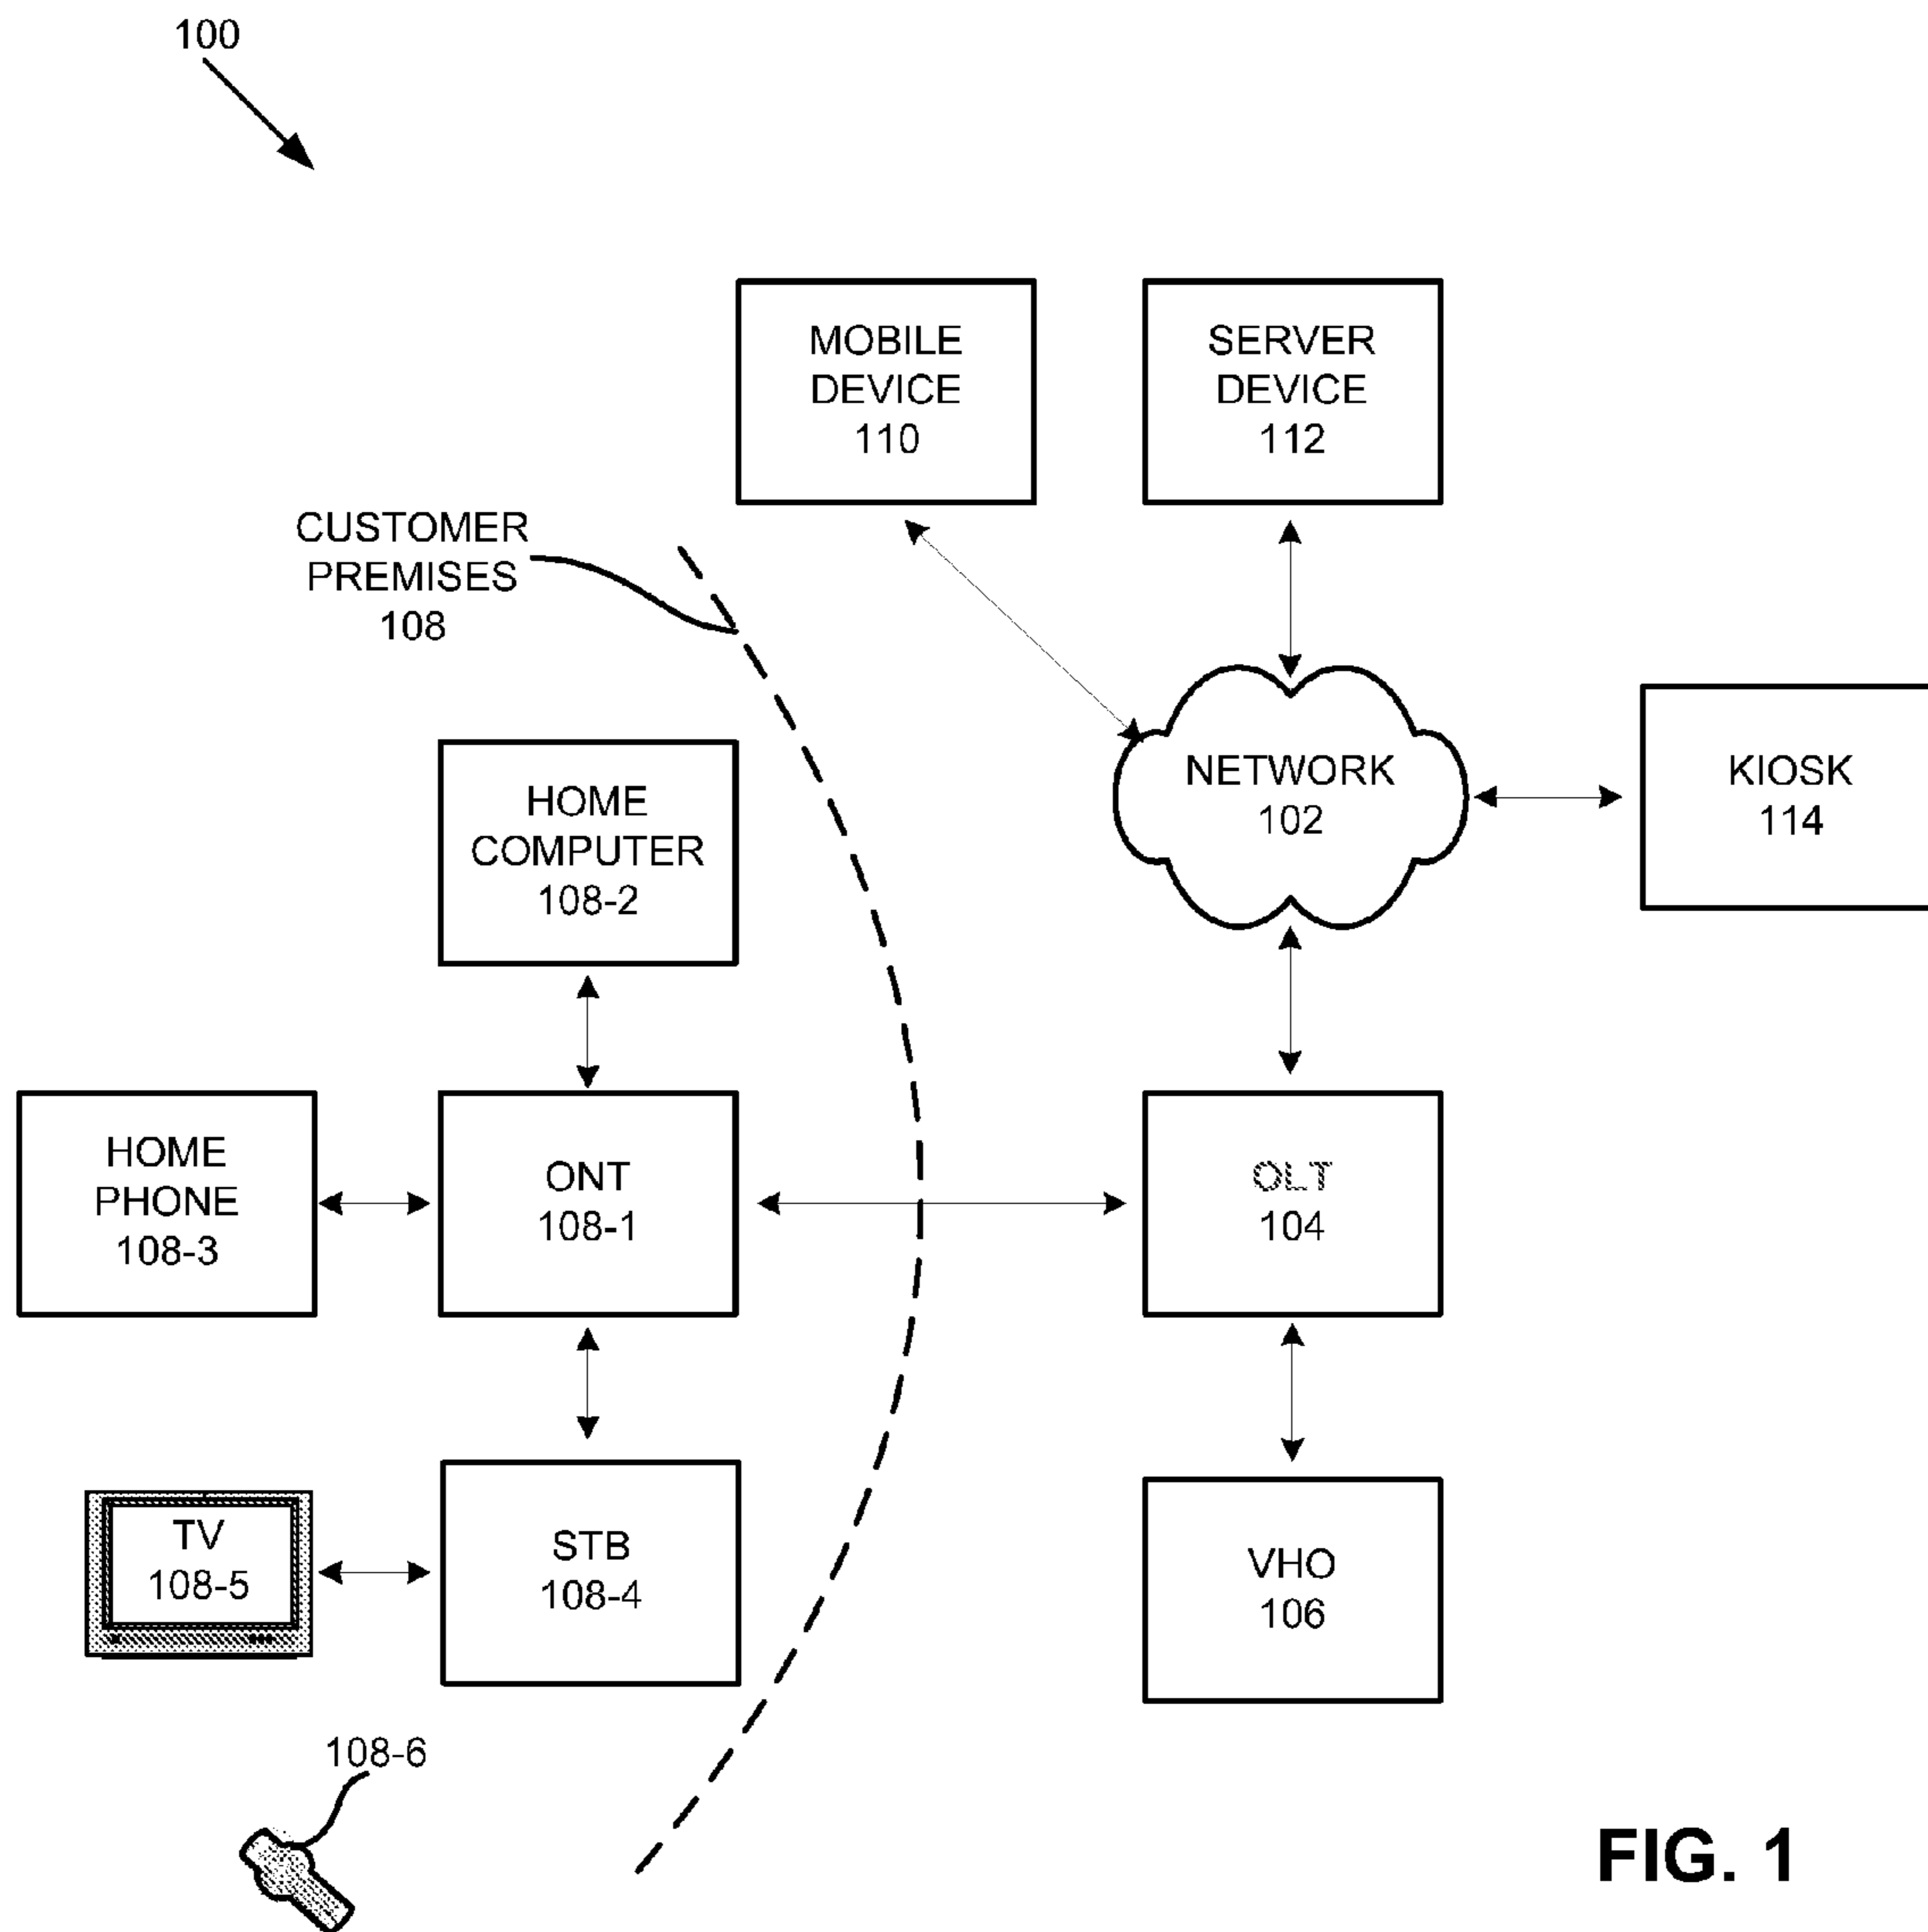 100
MOBILE
DEVICE
110
SERVER
DEVICE
112
CUSTOMER
PREMISES
108
NETWORK
102
KIOSK
114
HOME
COMPUTER
108-2
HOME
PHONE
108-3
ONT
108-1
OLT
104
TV
108-5
STB
108-4
VHO
106
108-6
FIG. 1